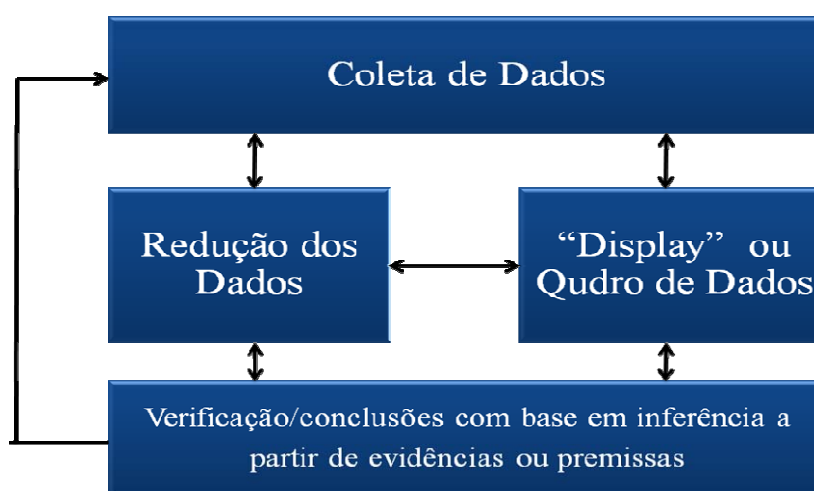 Coleta de Dados
Redução dos
Dados
“Display” ou
Qudro de Dados
Verificação/conclusões com base em inferência a
partir de evidências ou premissas